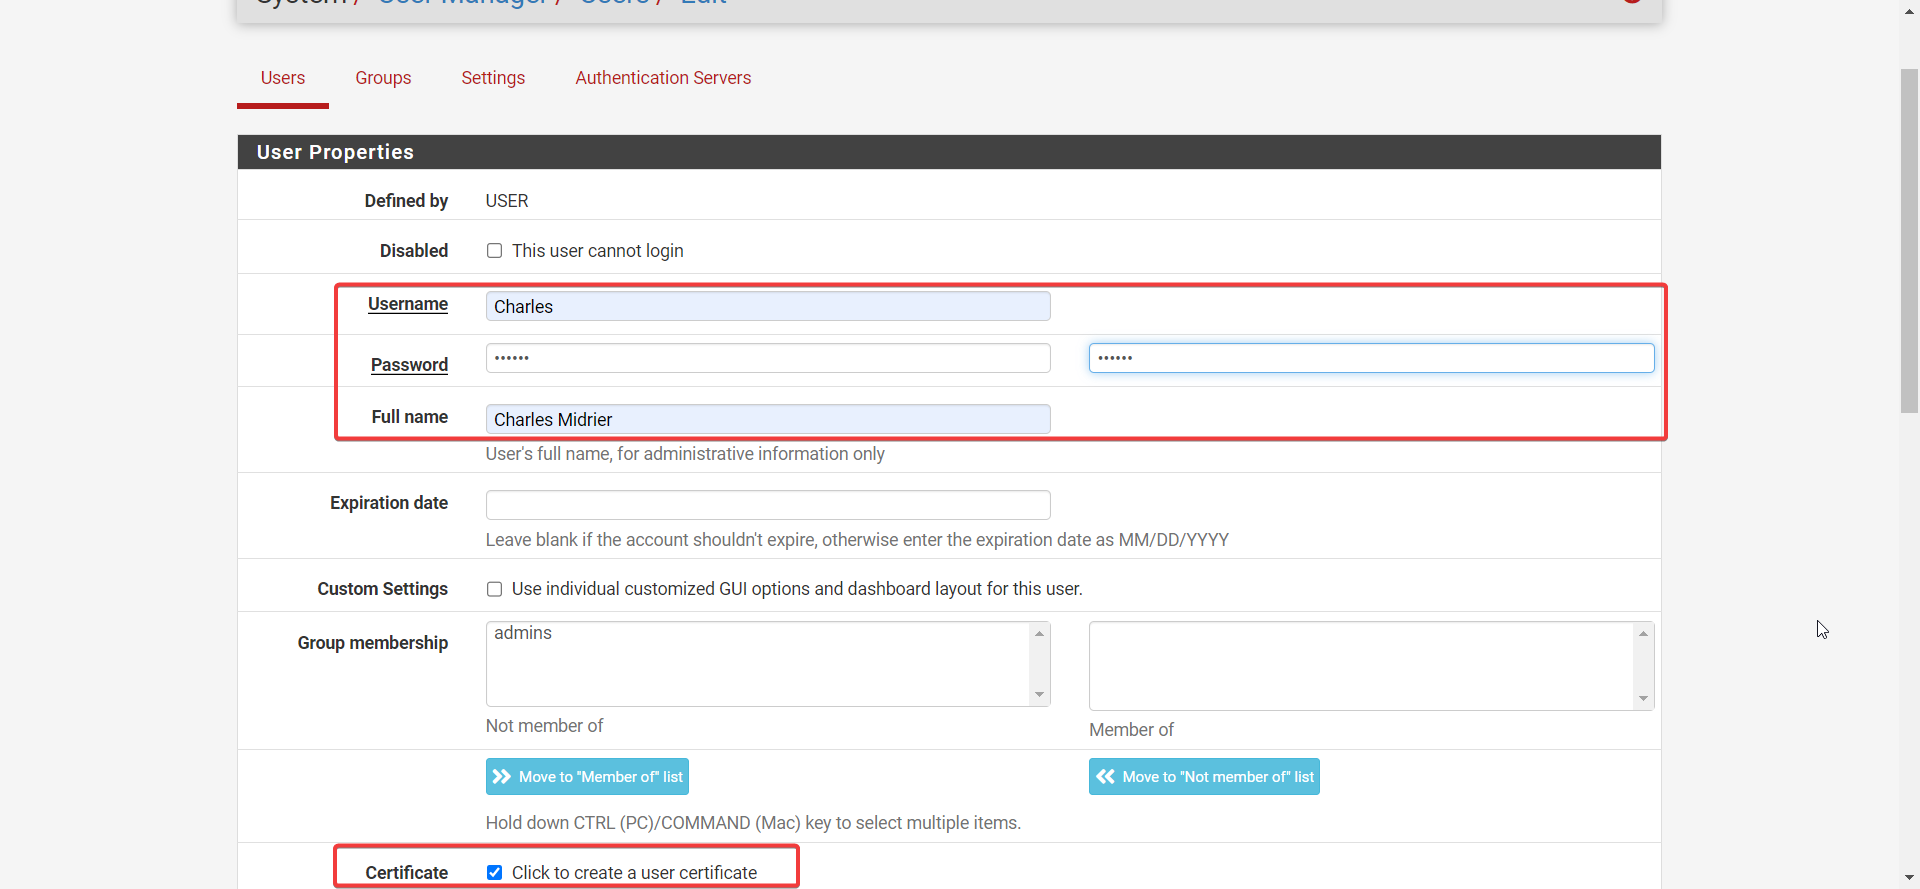 System / User Manager / Users / Edit
Users Groups Settings Authentication Servers
User Properties
Defined by USER
Disabled This user cannot login
Username Charles
Password •••••• ••••••
Full name Charles Midrier
User's full name, for administrative information only
Expiration date
Leave blank if the account shouldn't expire, otherwise enter the expiration date as MM/DD/YYYY
Custom Settings Use individual customized GUI options and dashboard layout for this user.
Group membership admins
Not member of
Member of
Move to "Member of" list Move to "Not member of" list
Hold down CTRL (PC)/COMMAND (Mac) key to select multiple items.
Certificate Click to create a user certificate